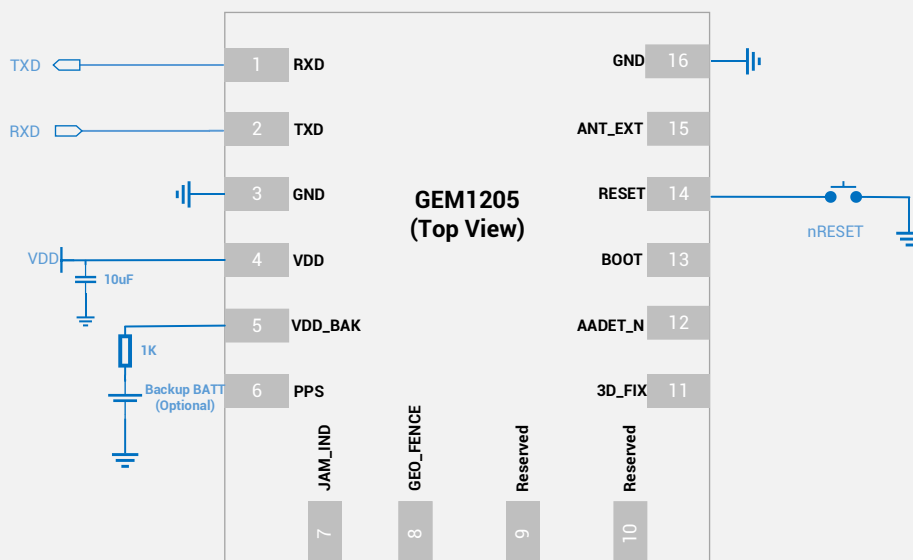 TXD
1
RXD
GND
16
RXD
2
TXD
ANT_EXT
15
3
GND
GEM1205
(Top View)
RESET
14
nRESET
VDD
4
VDD
BOOT
13
10uF
5
VDD_BAK
AADET_N
12
1K
Backup BATT
(Optional)
6
PPS
3D_FIX
11
JAM_IND
GEO_FENCE
Reserved
Reserved
7
8
9
10